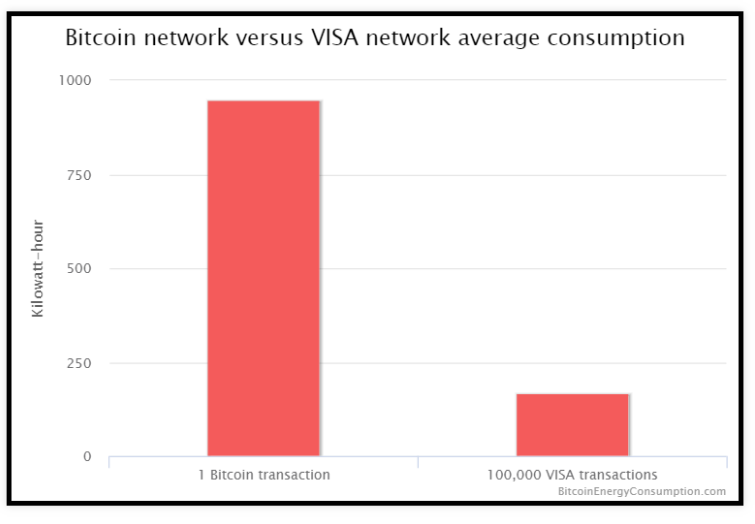 Bitcoin network versus VISA network average consumption
1000
750
500
250
0
Kilowatt-hour
1 Bitcoin transaction
100,000 VISA transactions
BitcoinEnergyConsumption.com